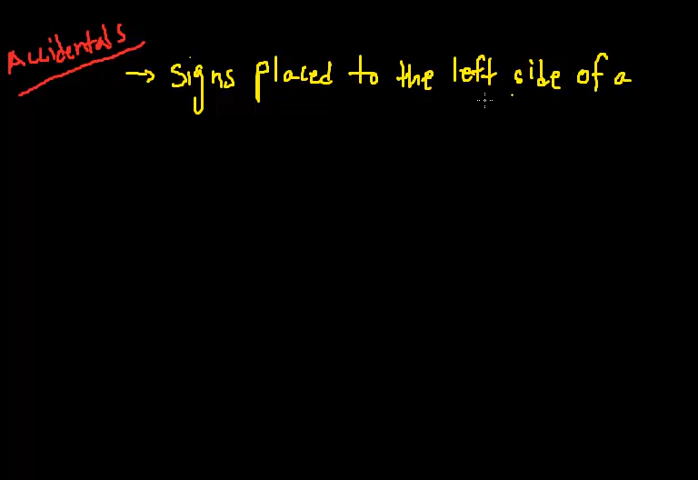 Accidentals
→ Signs placed to the left side of a